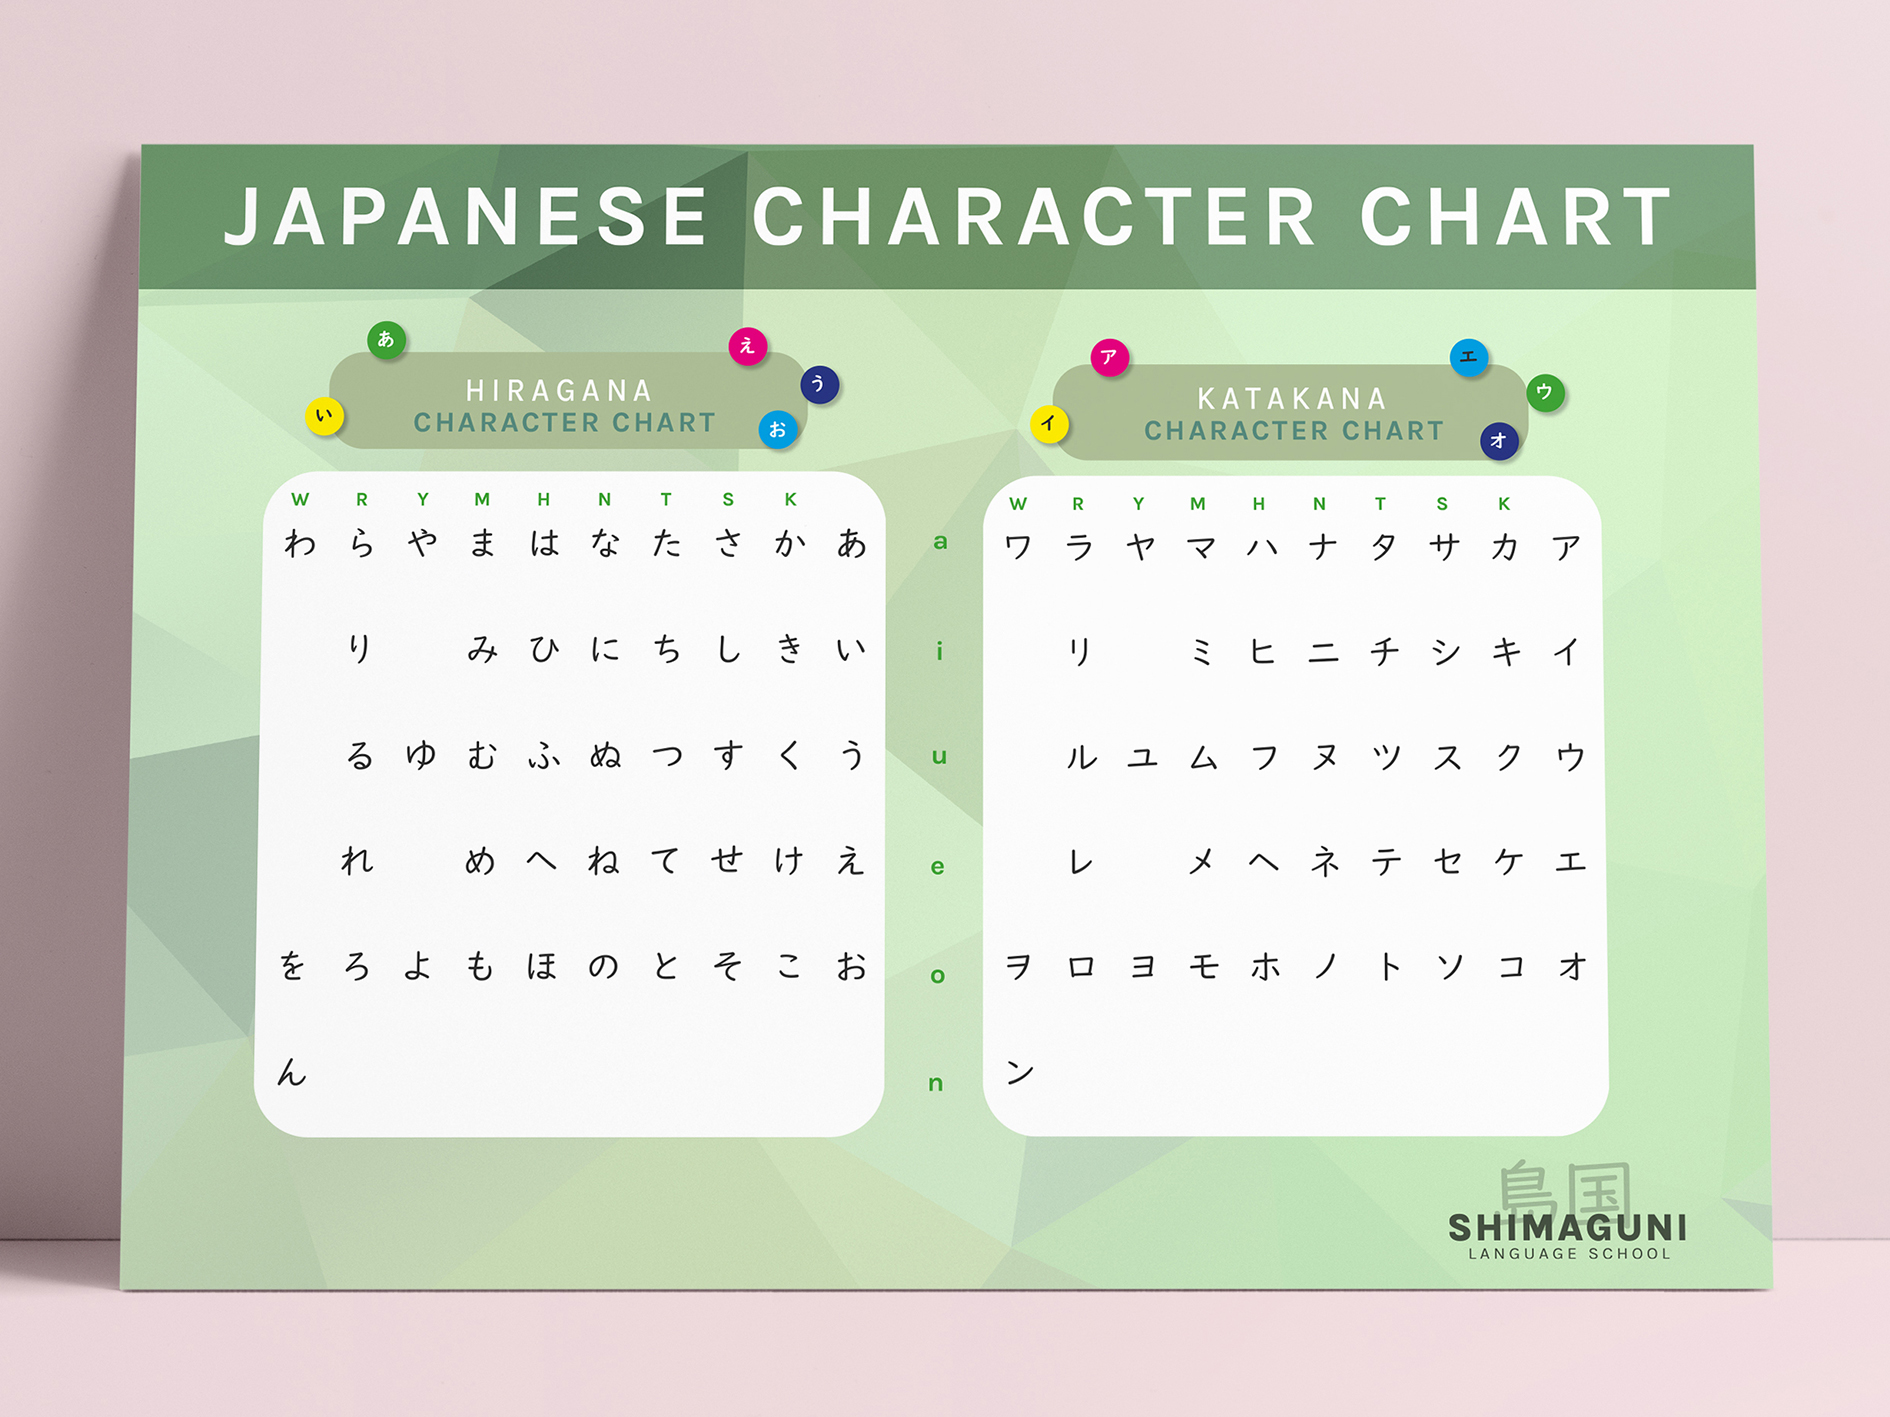 JAPANESE CHARACTER CHART
あ
え
い
う
お
HIRAGANA
CHARACTER CHART
W R Y M H N T S K
わ ら や ま は な た さ か あ
り み ひ に ち し き い
る ゆ む ふ ぬ つ す く う
れ め へ ね て せ け え
を ろ よ も ほ の と そ こ お
ん
a
i
u
e
o
n
ア
エ
イ
ウ
オ
KATAKANA
CHARACTER CHART
W R Y M H N T S K
ワ ラ ヤ マ ハ ナ タ サ カ ア
リ ミ ヒ ニ チ シ キ イ
ル ユ ム フ ヌ ツ ス ク ウ
レ メ ヘ ネ テ セ ケ エ
ヲ ロ ヨ モ ホ ノ ト ソ コ オ
ン
島国
SHIMAGUNI
LANGUAGE SCHOOL